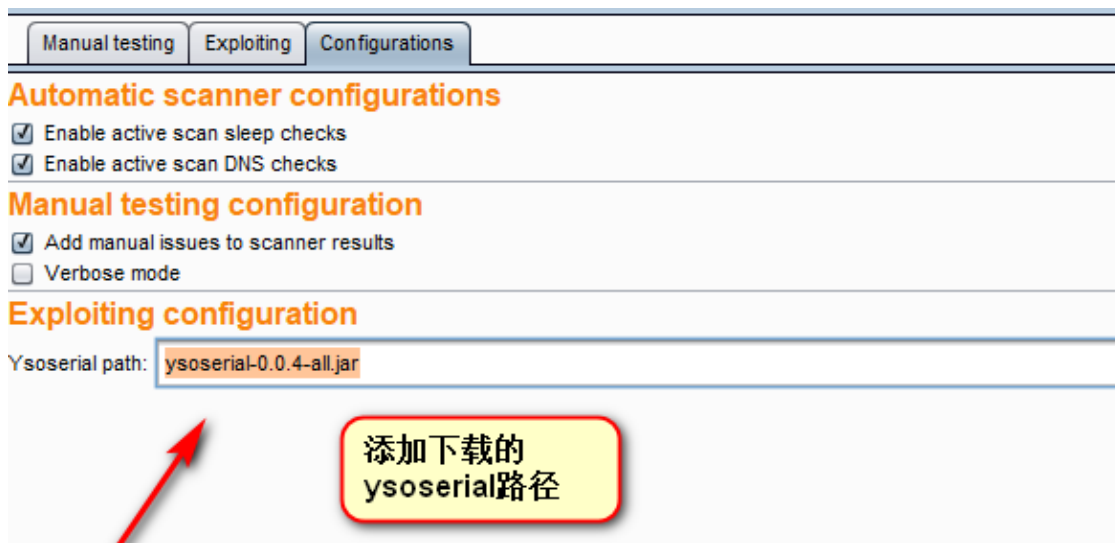 Manual testing Exploiting Configurations
Automatic scanner configurations
Enable active scan sleep checks
Enable active scan DNS checks
Manual testing configuration
Add manual issues to scanner results
Verbose mode
Exploiting configuration
Ysoserial path: ysoserial-0.0.4-all.jar
添加下载的
ysoserial路径